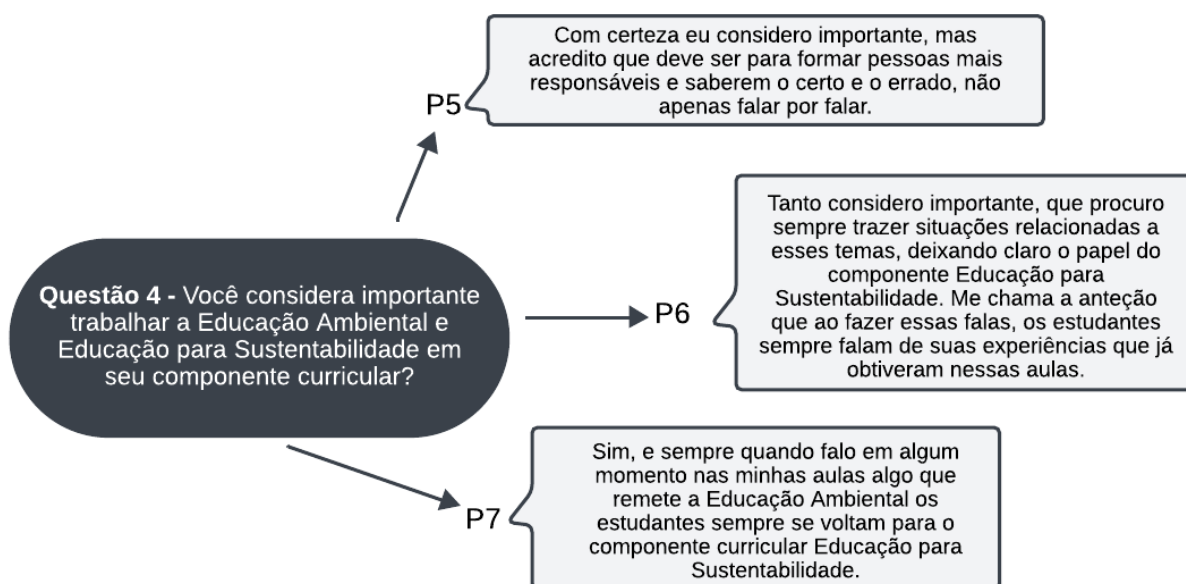 Com certeza eu considero importante, mas
acredito que deve ser para formar pessoas mais
responsáveis e saberem o certo e o errado, não
apenas falar por falar.
P5
Tanto considero importante, que procuro
sempre trazer situações relacionadas a
esses temas, deixando claro o papel do
componente Educação para
Sustentabilidade. Me chama a anteção
que ao fazer essas falas, os estudantes
sempre falam de suas experiências que já
obtiveram nessas aulas.
P6
Questão 4 - Você considera importante
trabalhar a Educação Ambiental e
Educação para Sustentabilidade em
seu componente curricular?
Sim, e sempre quando falo em algum
momento nas minhas aulas algo que
remete a Educação Ambiental os
estudantes sempre se voltam para o
componente curricular Educação para
Sustentabilidade.
P7